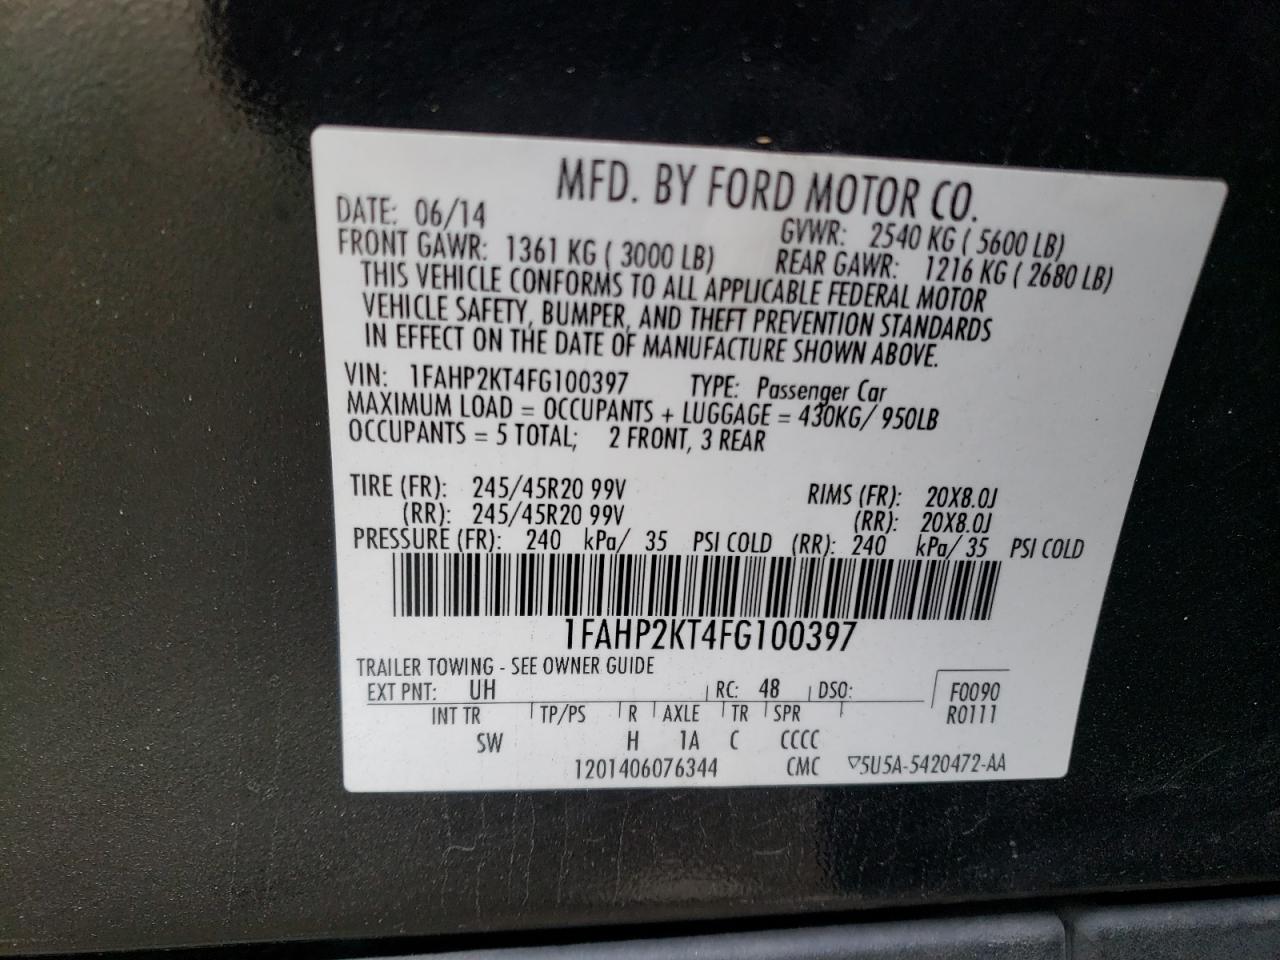 MFD. BY FORD MOTOR CO.
DATE: 06/14 GVWR: 2540 KG ( 5600 LB)
FRONT GAWR: 1361 KG ( 3000 LB) REAR GAWR: 1216 KG ( 2680 LB)
THIS VEHICLE CONFORMS TO ALL APPLICABLE FEDERAL MOTOR
VEHICLE SAFETY, BUMPER, AND THEFT PREVENTION STANDARDS
IN EFFECT ON THE DATE OF MANUFACTURE SHOWN ABOVE.
VIN: 1FAHP2KT4FG100397 TYPE: Passenger Car
MAXIMUM LOAD = OCCUPANTS + LUGGAGE = 430KG/ 950LB
OCCUPANTS = 5 TOTAL; 2 FRONT, 3 REAR
TIRE (FR): 245/45R20 99V RIMS (FR): 20X8.0J
(RR): 245/45R20 99V (RR): 20X8.0J
PRESSURE (FR): 240 kPa/ 35 PSI COLD (RR): 240 kPa/ 35 PSI COLD
1FAHP2KT4FG100397
TRAILER TOWING - SEE OWNER GUIDE
EXT PNT: UH RC: 48 DSO: F0090
INT TR TP/PS R AXLE TR SPR R0111
SW H 1A C CCCC
1201406076344 CMC ▽5U5A-5420472-AA